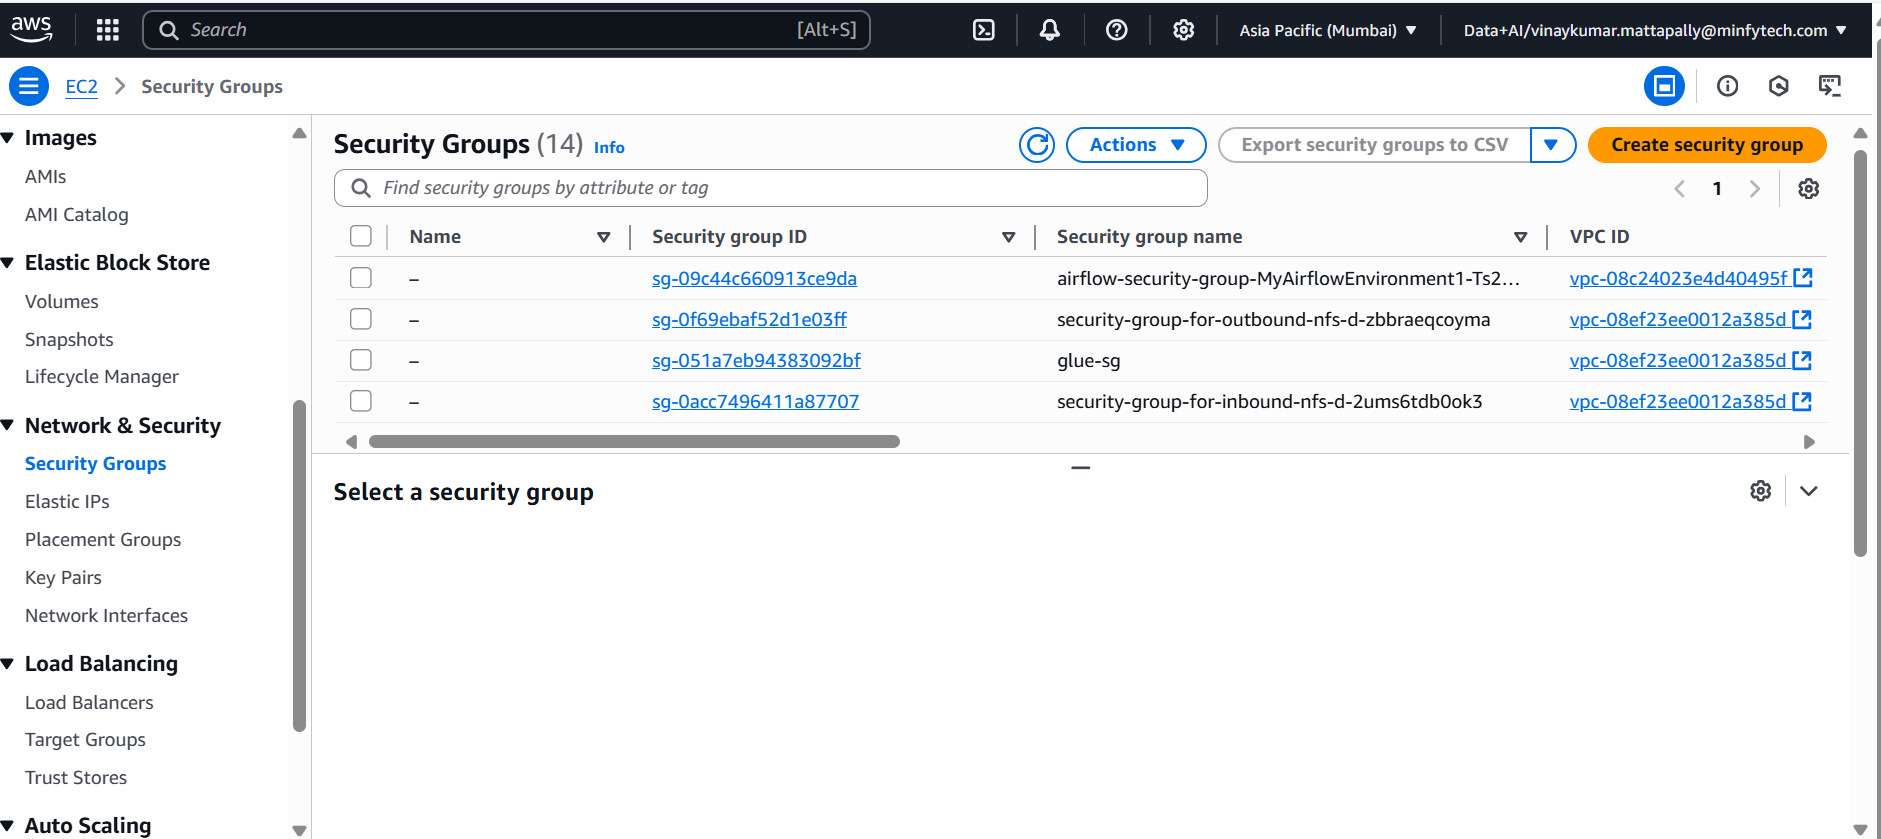 aws
Search [Alt+S]
Asia Pacific (Mumbai)
Data+AI/vinaykumar.mattapally@minfytech.com
EC2 > Security Groups
Images
AMIs
AMI Catalog
Elastic Block Store
Volumes
Snapshots
Lifecycle Manager
Network & Security
Security Groups
Elastic IPs
Placement Groups
Key Pairs
Network Interfaces
Load Balancing
Load Balancers
Target Groups
Trust Stores
Auto Scaling
Security Groups (14) Info
Actions
Export security groups to CSV
Create security group
Find security groups by attribute or tag
1
Name Security group ID Security group name VPC ID
– sg-09c44c660913ce9da airflow-security-group-MyAirflowEnvironment1-Ts2... vpc-08c24023e4d40495f
– sg-0f69ebaf52d1e03ff security-group-for-outbound-nfs-d-zbbraeqcoyma vpc-08ef23ee0012a385d
– sg-051a7eb94383092bf glue-sg vpc-08ef23ee0012a385d
– sg-0acc7496411a87707 security-group-for-inbound-nfs-d-2ums6tdb0ok3 vpc-08ef23ee0012a385d
Select a security group